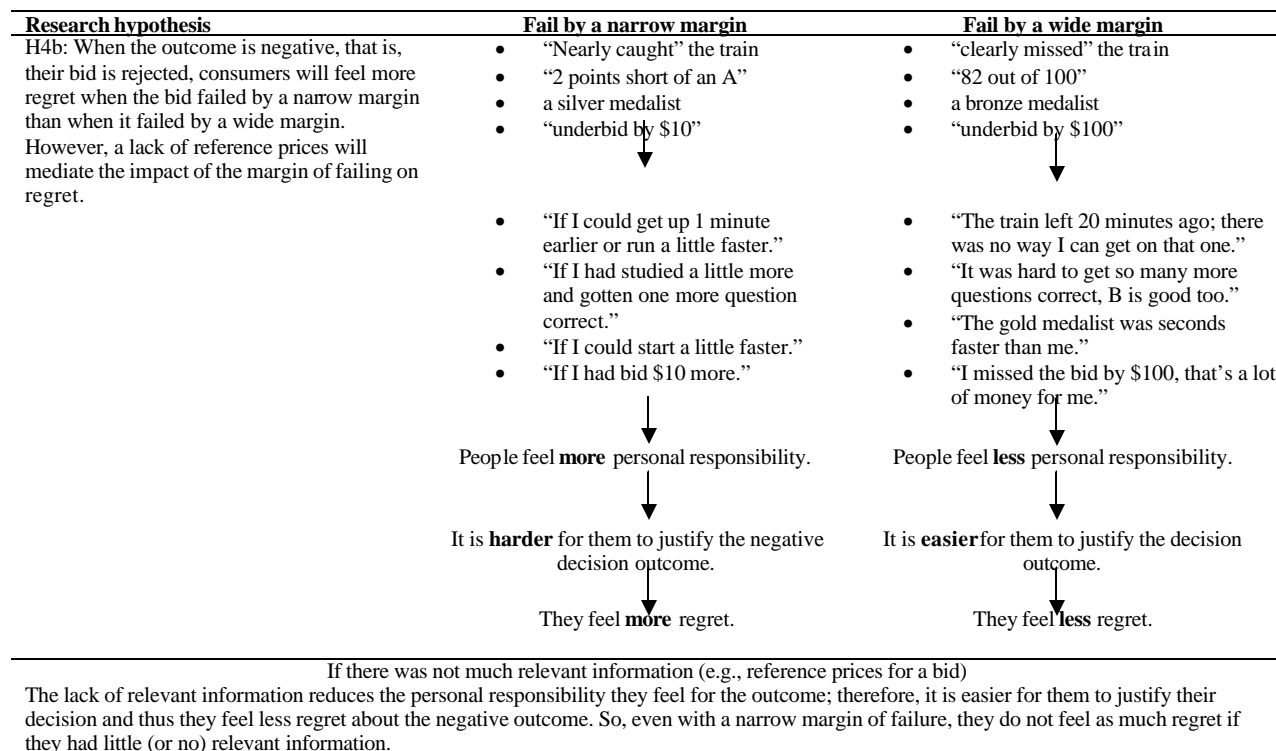 Research hypothesis
Fail by a narrow margin
Fail by a wide margin
H4b: When the outcome is negative, that is,
their bid is rejected, consumers will feel more
regret when the bid failed by a narrow margin
than when it failed by a wide margin.
However, a lack of reference prices will
mediate the impact of the margin of failing on
regret.
• “Nearly caught” the train
• “2 points short of an A”
• a silver medalist
• “underbid by $10”
• “If I could get up 1 minute
earlier or run a little faster.”
• “If I had studied a little more
and gotten one more question
correct.”
• “If I could start a little faster.”
• “If I had bid $10 more.”
People feel more personal responsibility.
It is harder for them to justify the negative
decision outcome.
They feel more regret.
• “clearly missed” the train
• “82 out of 100”
• a bronze medalist
• “underbid by $100”
• “The train left 20 minutes ago; there
was no way I can get on that one.”
• “It was hard to get so many more
questions correct, B is good too.”
• “The gold medalist was seconds
faster than me.”
• “I missed the bid by $100, that’s a lot
of money for me.”
People feel less personal responsibility.
It is easier for them to justify the decision
outcome.
They feel less regret.
If there was not much relevant information (e.g., reference prices for a bid)
The lack of relevant information reduces the personal responsibility they feel for the outcome; therefore, it is easier for them to justify their
decision and thus they feel less regret about the negative outcome. So, even with a narrow margin of failure, they do not feel as much regret if
they had little (or no) relevant information.